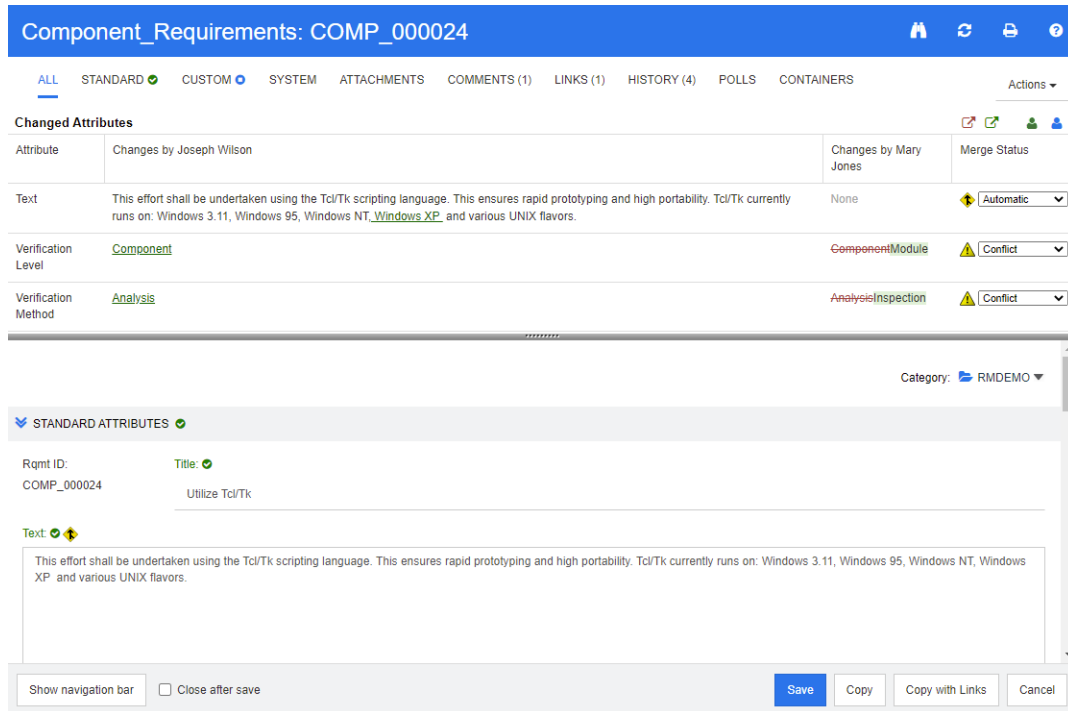 Component_Requirements: COMP_000024
ALL STANDARD CUSTOM SYSTEM ATTACHMENTS COMMENTS (1) LINKS (1) HISTORY (4) POLLS CONTAINERS
Actions
Changed Attributes
Attribute Changes by Joseph Wilson Changes by Mary Merge Status
Jones
Text This effort shall be undertaken using the Tcl/Tk scripting language. This ensures rapid prototyping and high portability. Tcl/Tk currently None Automatic
runs on: Windows 3.11, Windows 95, Windows NT, Windows XP and various UNIX flavors.
Verification Component ComponentModule Conflict
Level
Verification Analysis AnalysisInspection Conflict
Method
Category: RMDEMO
STANDARD ATTRIBUTES
Rqmt ID: Title:
COMP_000024
Utilize Tcl/Tk
Text:
This effort shall be undertaken using the Tcl/Tk scripting language. This ensures rapid prototyping and high portability. Tcl/Tk currently runs on: Windows 3.11, Windows 95, Windows NT, Windows
XP and various UNIX flavors.
Show navigation bar Close after save Save Copy Copy with Links Cancel